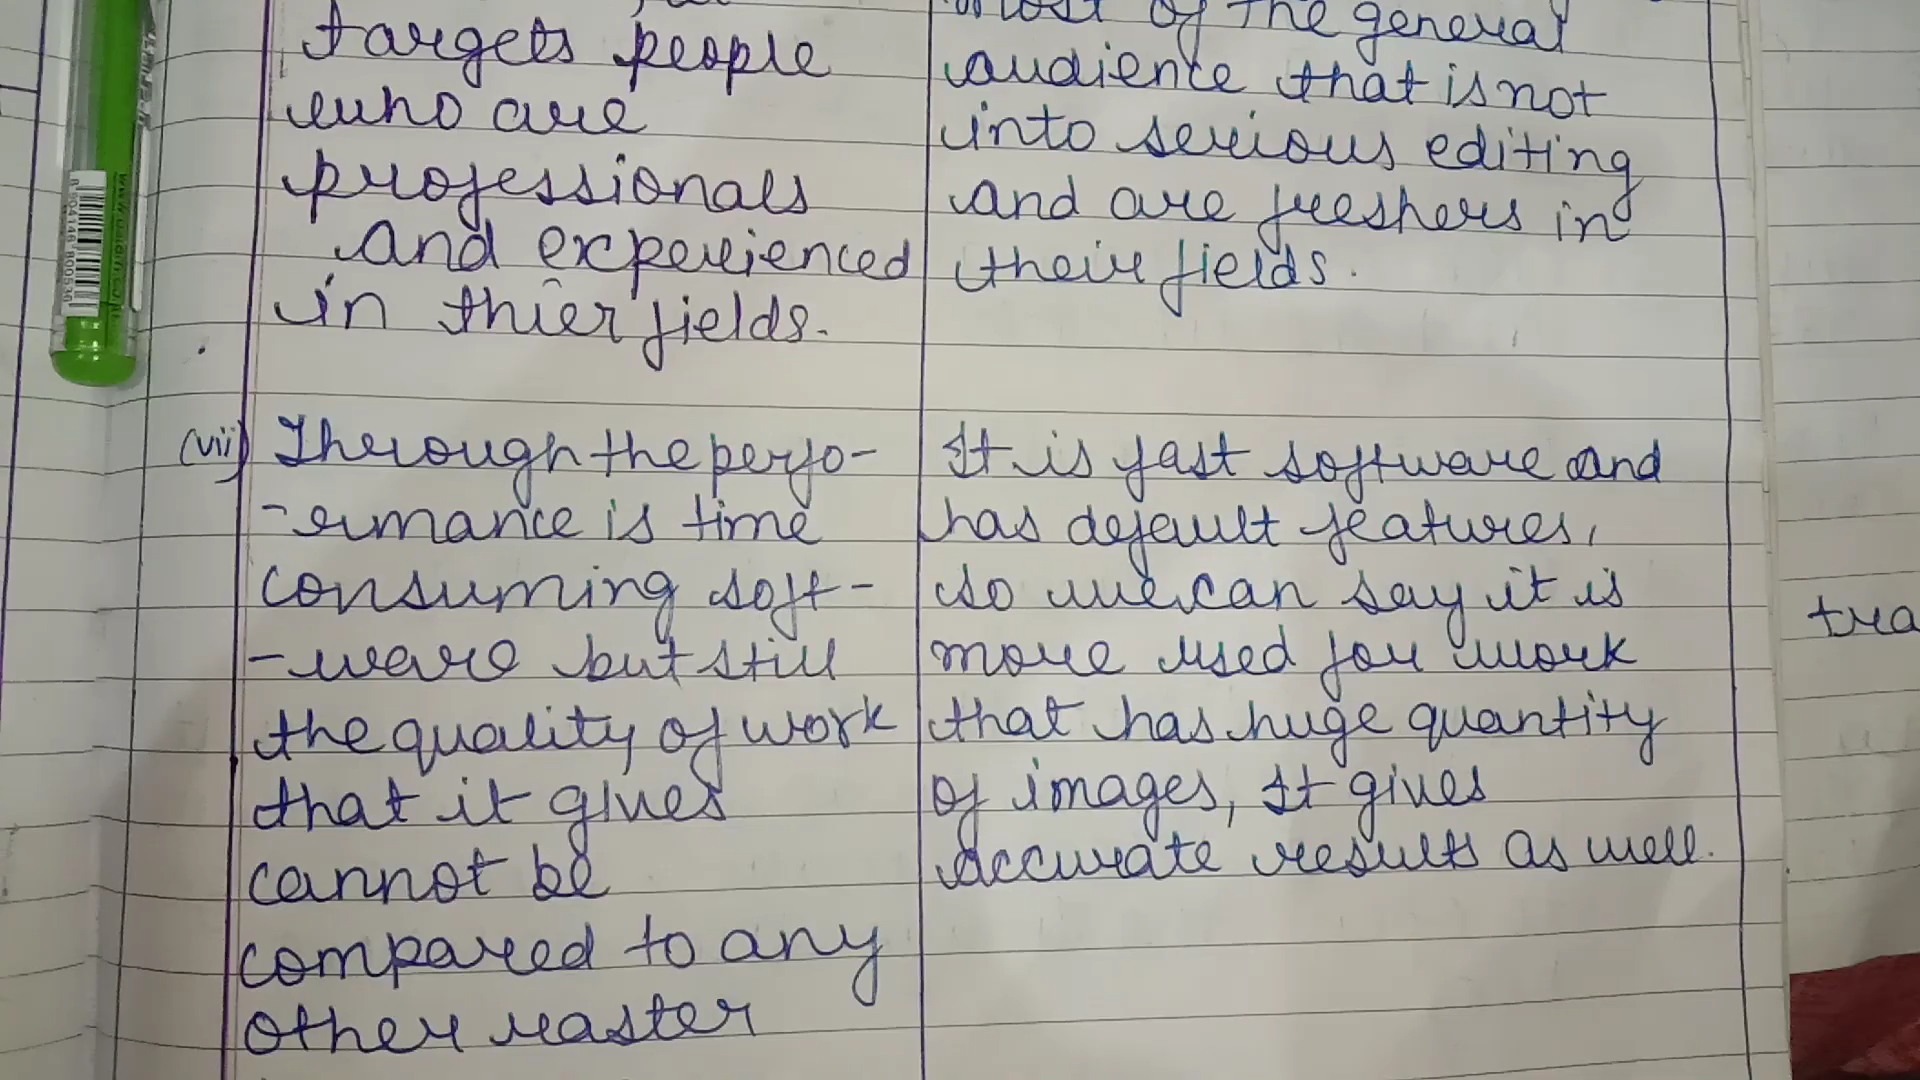 targets people
who are
professionals
and experienced
in thier fields.
most of the general
audience that is not
into serious editing
and are freshers in
their fields.
(vii) Through the perfo-
-rmance is time
consuming soft-
-ware but still
the quality of work
that it gives
cannot be
compared to any
other raster
It is fast software and
has default features,
so we can say it is
more used for work
that has huge quantity
of images, It gives
accurate results as well.